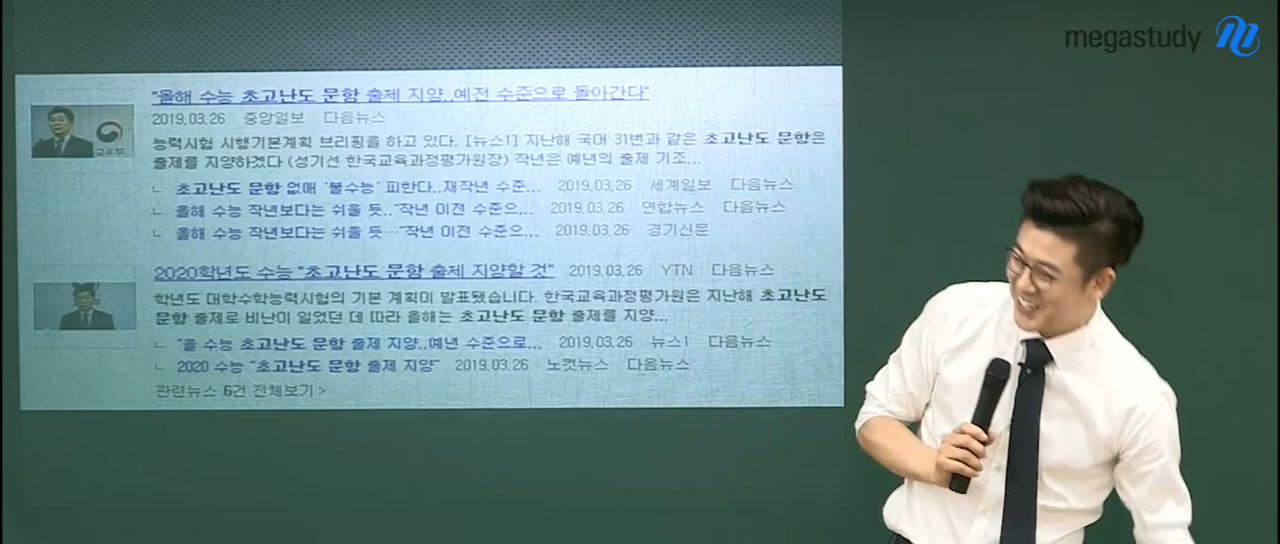 megastudy
"올해 수능 초고난도 문항 출제 지양..예전 수준으로 돌아간다"
2019.03.26 중앙일보 다음뉴스
능력시험 시행기본계획 브리핑을 하고 있다. [뉴스1] 지난해 국어 31번과 같은 초고난도 문항은
출제를 지양하겠다 (성기선 한국교육과정평가원장) 작년은 예년의 출제 기조...
교육부
ㄴ 초고난도 문항 없애 '불수능' 피한다..재작년 수준... 2019.03.26 세계일보 다음뉴스
ㄴ 올해 수능 작년보다는 쉬울 듯.."작년 이전 수준으... 2019.03.26 연합뉴스 다음뉴스
ㄴ 올해 수능 작년보다는 쉬울 듯…"작년 이전 수준으... 2019.03.26 경기신문
2020학년도 수능 "초고난도 문항 출제 지양할 것" 2019.03.26 YTN 다음뉴스
학년도 대학수학능력시험의 기본 계획이 발표됐습니다. 한국교육과정평가원은 지난해 초고난도
문항 출제로 비난이 일었던 데 따라 올해는 초고난도 문항 출제를 지양...
ㄴ "올 수능 초고난도 문항 출제 지양..예년 수준으로... 2019.03.26 뉴스1 다음뉴스
ㄴ 2020 수능 "초고난도 문항 출제 지양" 2019.03.26 노컷뉴스 다음뉴스
관련뉴스 6건 전체보기 >